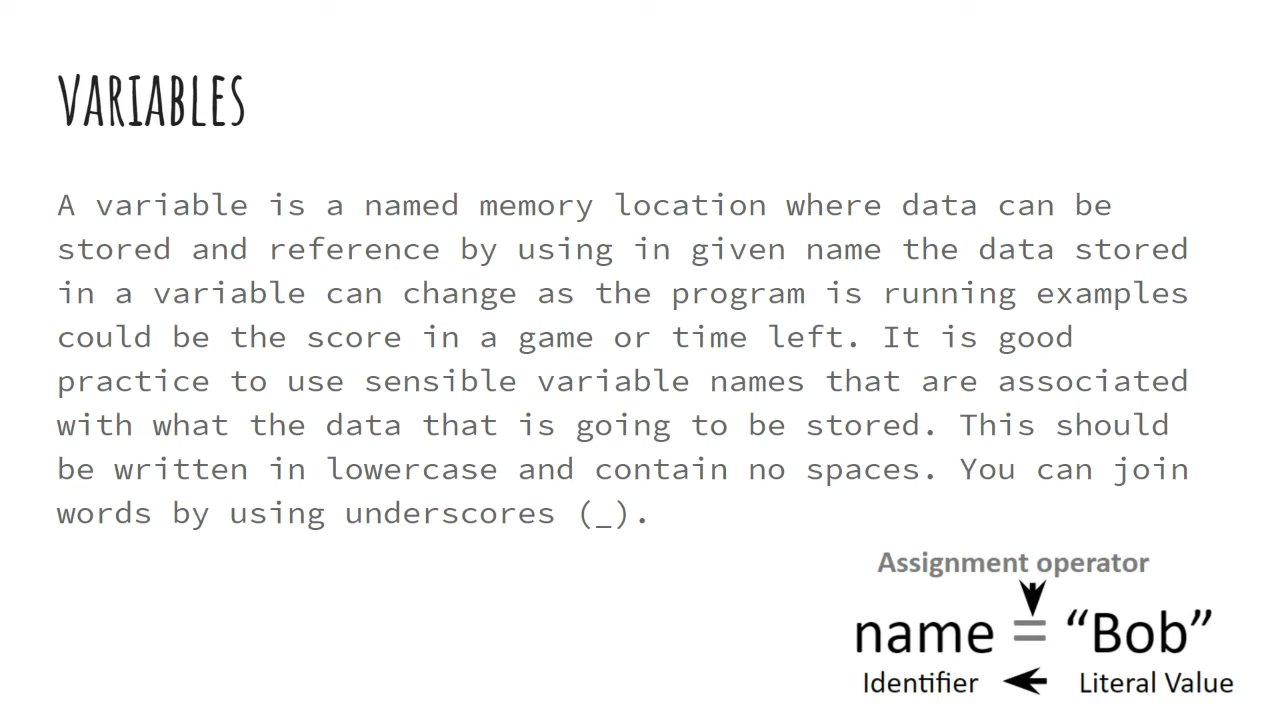 VARIABLES
A variable is a named memory location where data can be
stored and reference by using in given name the data stored
in a variable can change as the program is running examples
could be the score in a game or time left. It is good
practice to use sensible variable names that are associated
with what the data that is going to be stored. This should
be written in lowercase and contain no spaces. You can join
words by using underscores (_).
Assignment operator
name = “Bob”
Identifier Literal Value